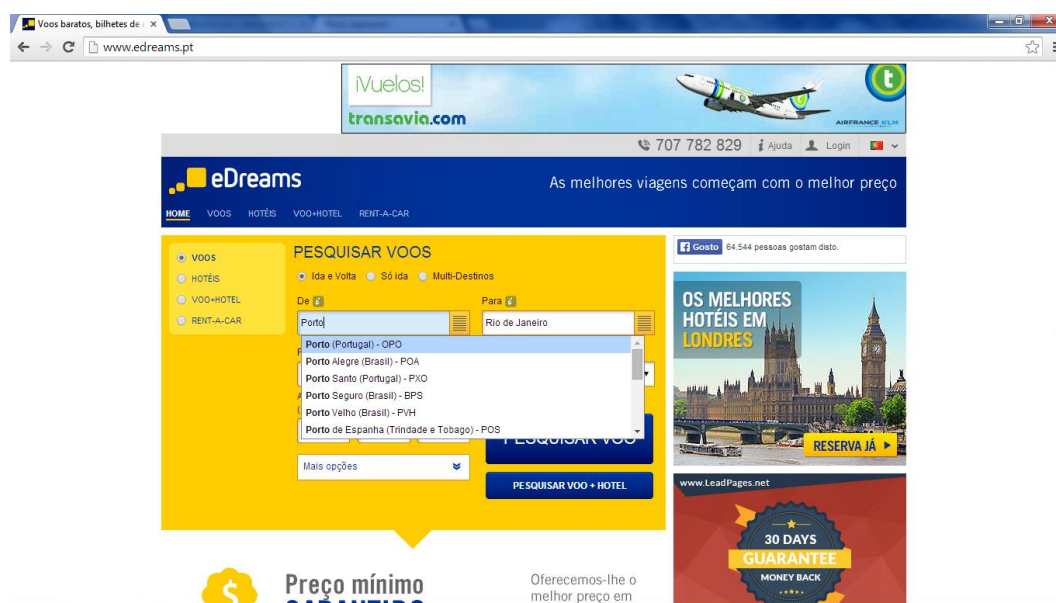 Voos baratos, bilhetes de
www.edreams.pt
¡Vuelos!
transavia.com
AIRFRANCE KLM
707 782 829 i Ajuda Login
eDreams
As melhores viagens começam com o melhor preço
HOME VOOS HOTÉIS VOO+HOTEL RENT-A-CAR
VOOS
HOTÉIS
VOO+HOTEL
RENT-A-CAR
PESQUISAR VOOS
Ida e Volta Só ida Multi-Destinos
De Para
Porto Rio de Janeiro
Porto (Portugal) - OPO
Porto Alegre (Brasil) - POA
Porto Santo (Portugal) - PXO
Porto Seguro (Brasil) - BPS
Porto Velho (Brasil) - PVH
Porto de Espanha (Trindade e Tobago) - POS
PESQUISAR VOO
Mais opções
PESQUISAR VOO + HOTEL
Gosto 64.544 pessoas gostam disto.
OS MELHORES
HOTÉIS EM
LONDRES
RESERVA JÁ
www.LeadPages.net
30 DAYS
GUARANTEE
MONEY BACK
Preço mínimo
GARANTIDO
Oferecemos-lhe o
melhor preço em